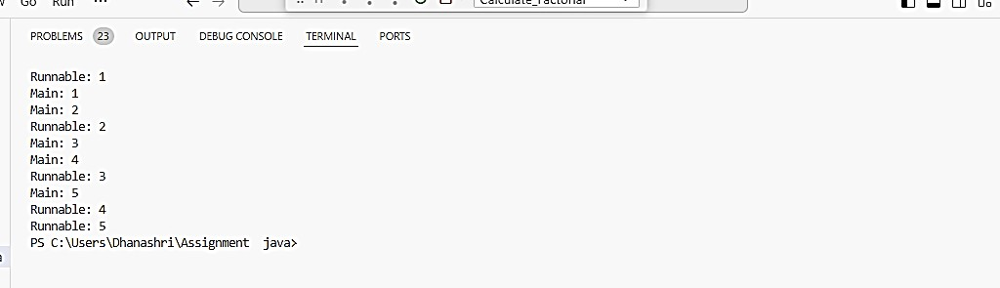 Go Run ...
Calculate_Factorial
PROBLEMS 23 OUTPUT DEBUG CONSOLE TERMINAL PORTS
Runnable: 1
Main: 1
Main: 2
Runnable: 2
Main: 3
Main: 4
Runnable: 3
Main: 5
Runnable: 4
Runnable: 5
PS C:\Users\Dhanashri\Assignment  java>